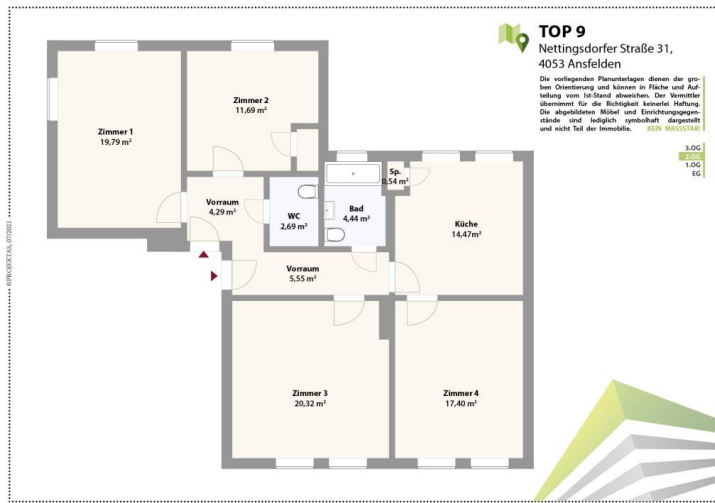 TOP 9
Nettingsdorfer Straße 31,
4053 Ansfelden
Die vorliegenden Planunterlagen dienen der gro-
ben Orientierung und können in Fläche und Auf-
teilung vom Ist-Stand abweichen. Der Vermittler
übernimmt für die Richtigkeit keinerlei Haftung.
Die abgebildeten Möbel und Einrichtungsgegen-
stände sind lediglich symbolhaft dargestellt
und nicht Teil der Immobilie. KEIN MASSSTAB!
3.OG
2.OG
1.OG
EG
Zimmer 1
19,79 m²
Zimmer 2
11,69 m²
Vorraum
4,29 m²
WC
2,69 m²
Bad
4,44 m²
Sp.
0,54 m²
Küche
14,47m²
Vorraum
5,55 m²
Zimmer 3
20,32 m²
Zimmer 4
17,40 m²
©PROJEKTAS, 07/2021